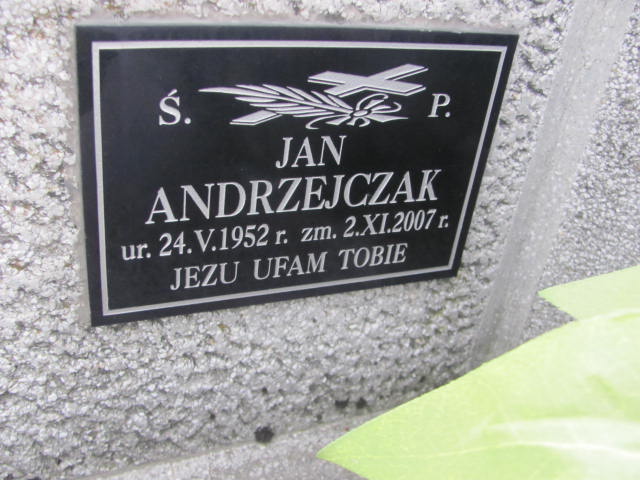 Ś. P.
JAN
ANDRZEJCZAK
ur. 24.V.1952 r. zm. 2.XI.2007 r.
JEZU UFAM TOBIE